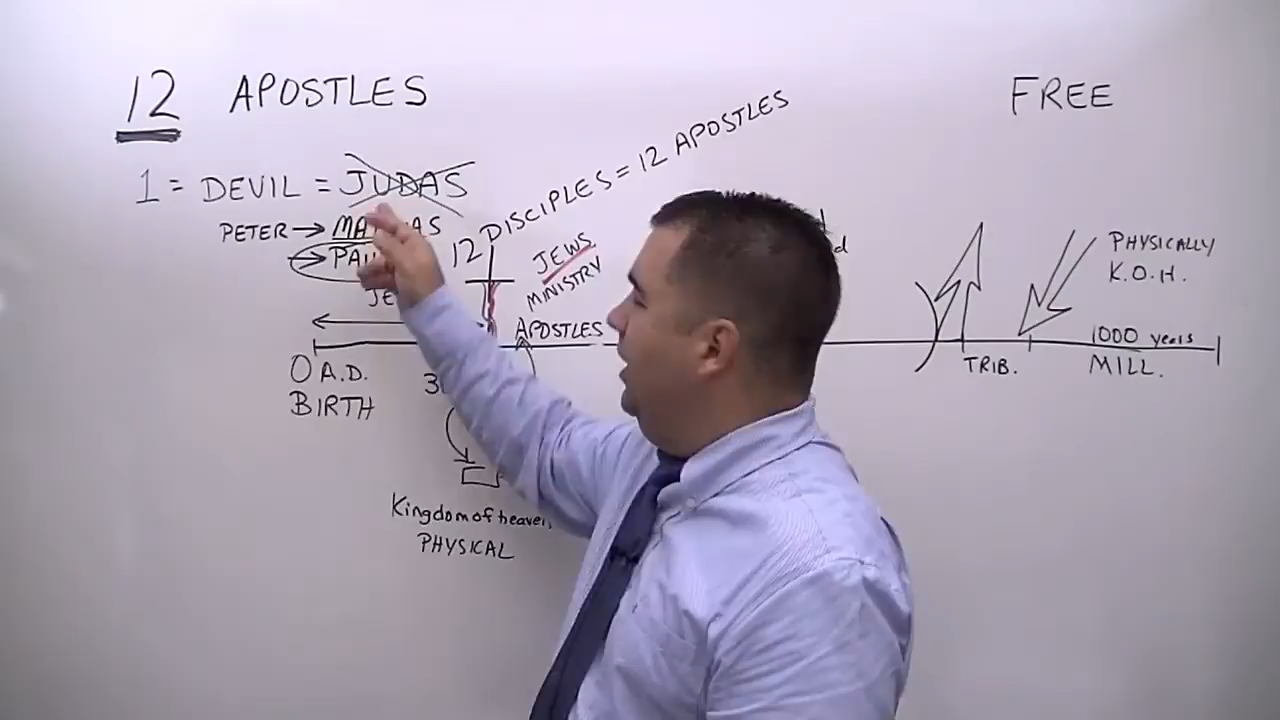 12 APOSTLES
FREE
12 DISCIPLES = 12 APOSTLES
1 = DEVIL = JUDAS
PETER → 
JEWS
MINISTRY
APOSTLES
PHYSICALLY
K.O.H.
1000 years
TRIB.
MILL.
0 A.D.
BIRTH
Kingdom of
PHYSICAL